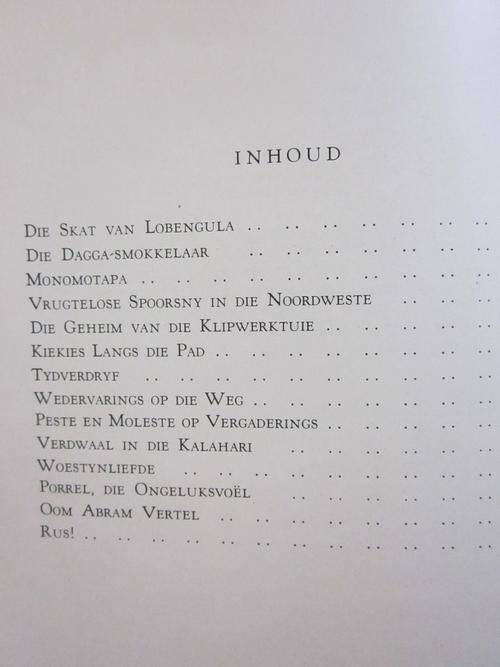 INHOUD
DIE SKAT VAN LOBENGULA .. .. .. .. .. .. ..
DIE DAGGA-SMOKKELAAR .. .. .. .. .. .. ..
MONOMOTAPA .. .. .. .. .. .. .. .. .. ..
VRUGTELOSE SPOORSNY IN DIE NOORDWESTE .. .. ..
DIE GEHEIM VAN DIE KLIPWERKTUIE .. .. .. .. ..
KIEKIES LANGS DIE PAD .. .. .. .. .. .. .. ..
TYDVERDRYF .. .. .. .. .. .. .. .. .. ..
WEDERVARINGS OP DIE WEG .. .. .. .. .. .. ..
PESTE EN MOLESTE OP VERGADERINGS .. .. .. .. ..
VERDWAAL IN DIE KALAHARI .. .. .. .. .. ..
WOESTYNLIEFDE .. .. .. .. .. .. .. .. ..
PORREL, DIE ONGELUKSVOËL .. .. .. .. .. ..
OOM ABRAM VERTEL .. .. .. .. .. .. .. ..
RUS! .. .. .. .. .. .. .. .. .. .. .. ..